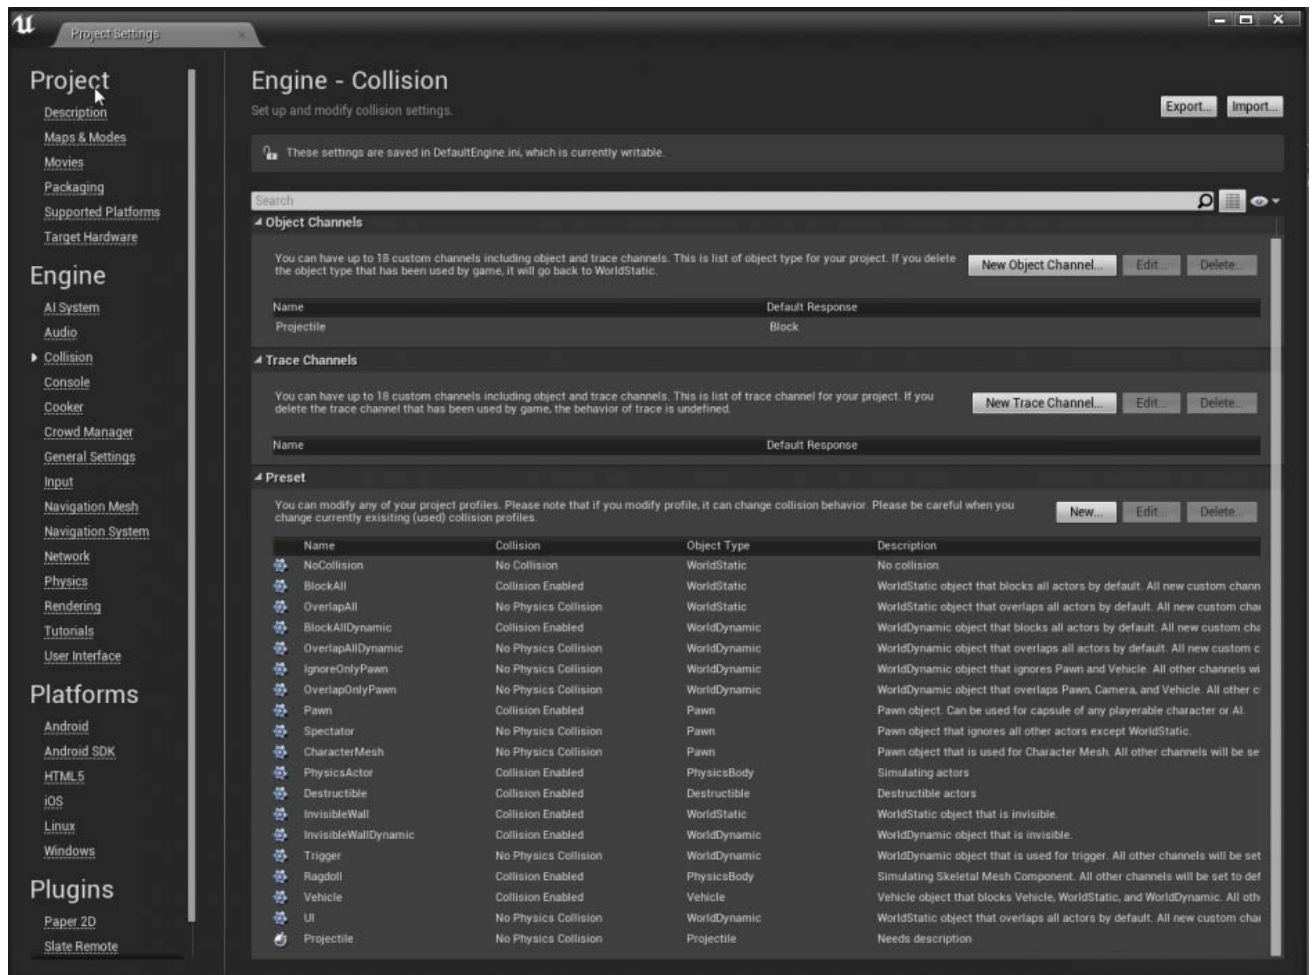 Project Settings
Project
Description
Maps & Modes
Movies
Packaging
Supported Platforms
Target Hardware
Engine
AI System
Audio
Collision
Console
Cooker
Crowd Manager
General Settings
Input
Navigation Mesh
Navigation System
Network
Physics
Rendering
Tutorials
User Interface
Platforms
Android
Android SDK
HTML5
iOS
Linux
Windows
Plugins
Paper 2D
Slate Remote
Engine - Collision
Set up and modify collision settings.
Export... Import...
These settings are saved in DefaultEngine.ini, which is currently writable.
Search
Object Channels
You can have up to 18 custom channels including object and trace channels. This is list of object type for your project. If you delete
the object type that has been used by game, it will go back to WorldStatic.
New Object Channel... Edit... Delete...
Name Default Response
Projectile Block
Trace Channels
You can have up to 18 custom channels including object and trace channels. This is list of trace channel for your project. If you
delete the trace channel that has been used by game, the behavior of trace is undefined.
New Trace Channel... Edit... Delete...
Name Default Response
Preset
You can modify any of your project profiles. Please note that if you modify profile, it can change collision behavior. Please be careful when you
change currently exisiting (used) collision profiles.
New... Edit... Delete...
Name Collision Object Type Description
NoCollision No Collision WorldStatic No collision
BlockAll Collision Enabled WorldStatic WorldStatic object that blocks all actors by default. All new custom chann
OverlapAll No Physics Collision WorldStatic WorldStatic object that overlaps all actors by default. All new custom chai
BlockAllDynamic Collision Enabled WorldDynamic WorldDynamic object that blocks all actors by default. All new custom cha
OverlapAllDynamic No Physics Collision WorldDynamic WorldDynamic object that overlaps all actors by default. All new custom c
IgnoreOnlyPawn Collision Enabled WorldDynamic WorldDynamic object that ignores Pawn and Vehicle. All other channels wi
OverlapOnlyPawn No Physics Collision WorldDynamic WorldDynamic object that overlaps Pawn, Camera, and Vehicle. All other c
Pawn Collision Enabled Pawn Pawn object. Can be used for capsule of any playerable character or AI.
Spectator No Physics Collision Pawn Pawn object that ignores all other actors except WorldStatic.
CharacterMesh No Physics Collision Pawn Pawn object that is used for Character Mesh. All other channels will be se
PhysicsActor Collision Enabled PhysicsBody Simulating actors
Destructible Collision Enabled Destructible Destructible actors
InvisibleWall Collision Enabled WorldStatic WorldStatic object that is invisible.
InvisibleWallDynamic Collision Enabled WorldDynamic WorldDynamic object that is invisible.
Trigger No Physics Collision WorldDynamic WorldDynamic object that is used for trigger. All other channels will be set
Ragdoll Collision Enabled PhysicsBody Simulating Skeletal Mesh Component. All other channels will be set to def
Vehicle Collision Enabled Vehicle Vehicle object that blocks Vehicle, WorldStatic, and WorldDynamic. All oth
UI No Physics Collision WorldDynamic WorldStatic object that overlaps all actors by default. All new custom chai
Projectile No Physics Collision Projectile Needs description